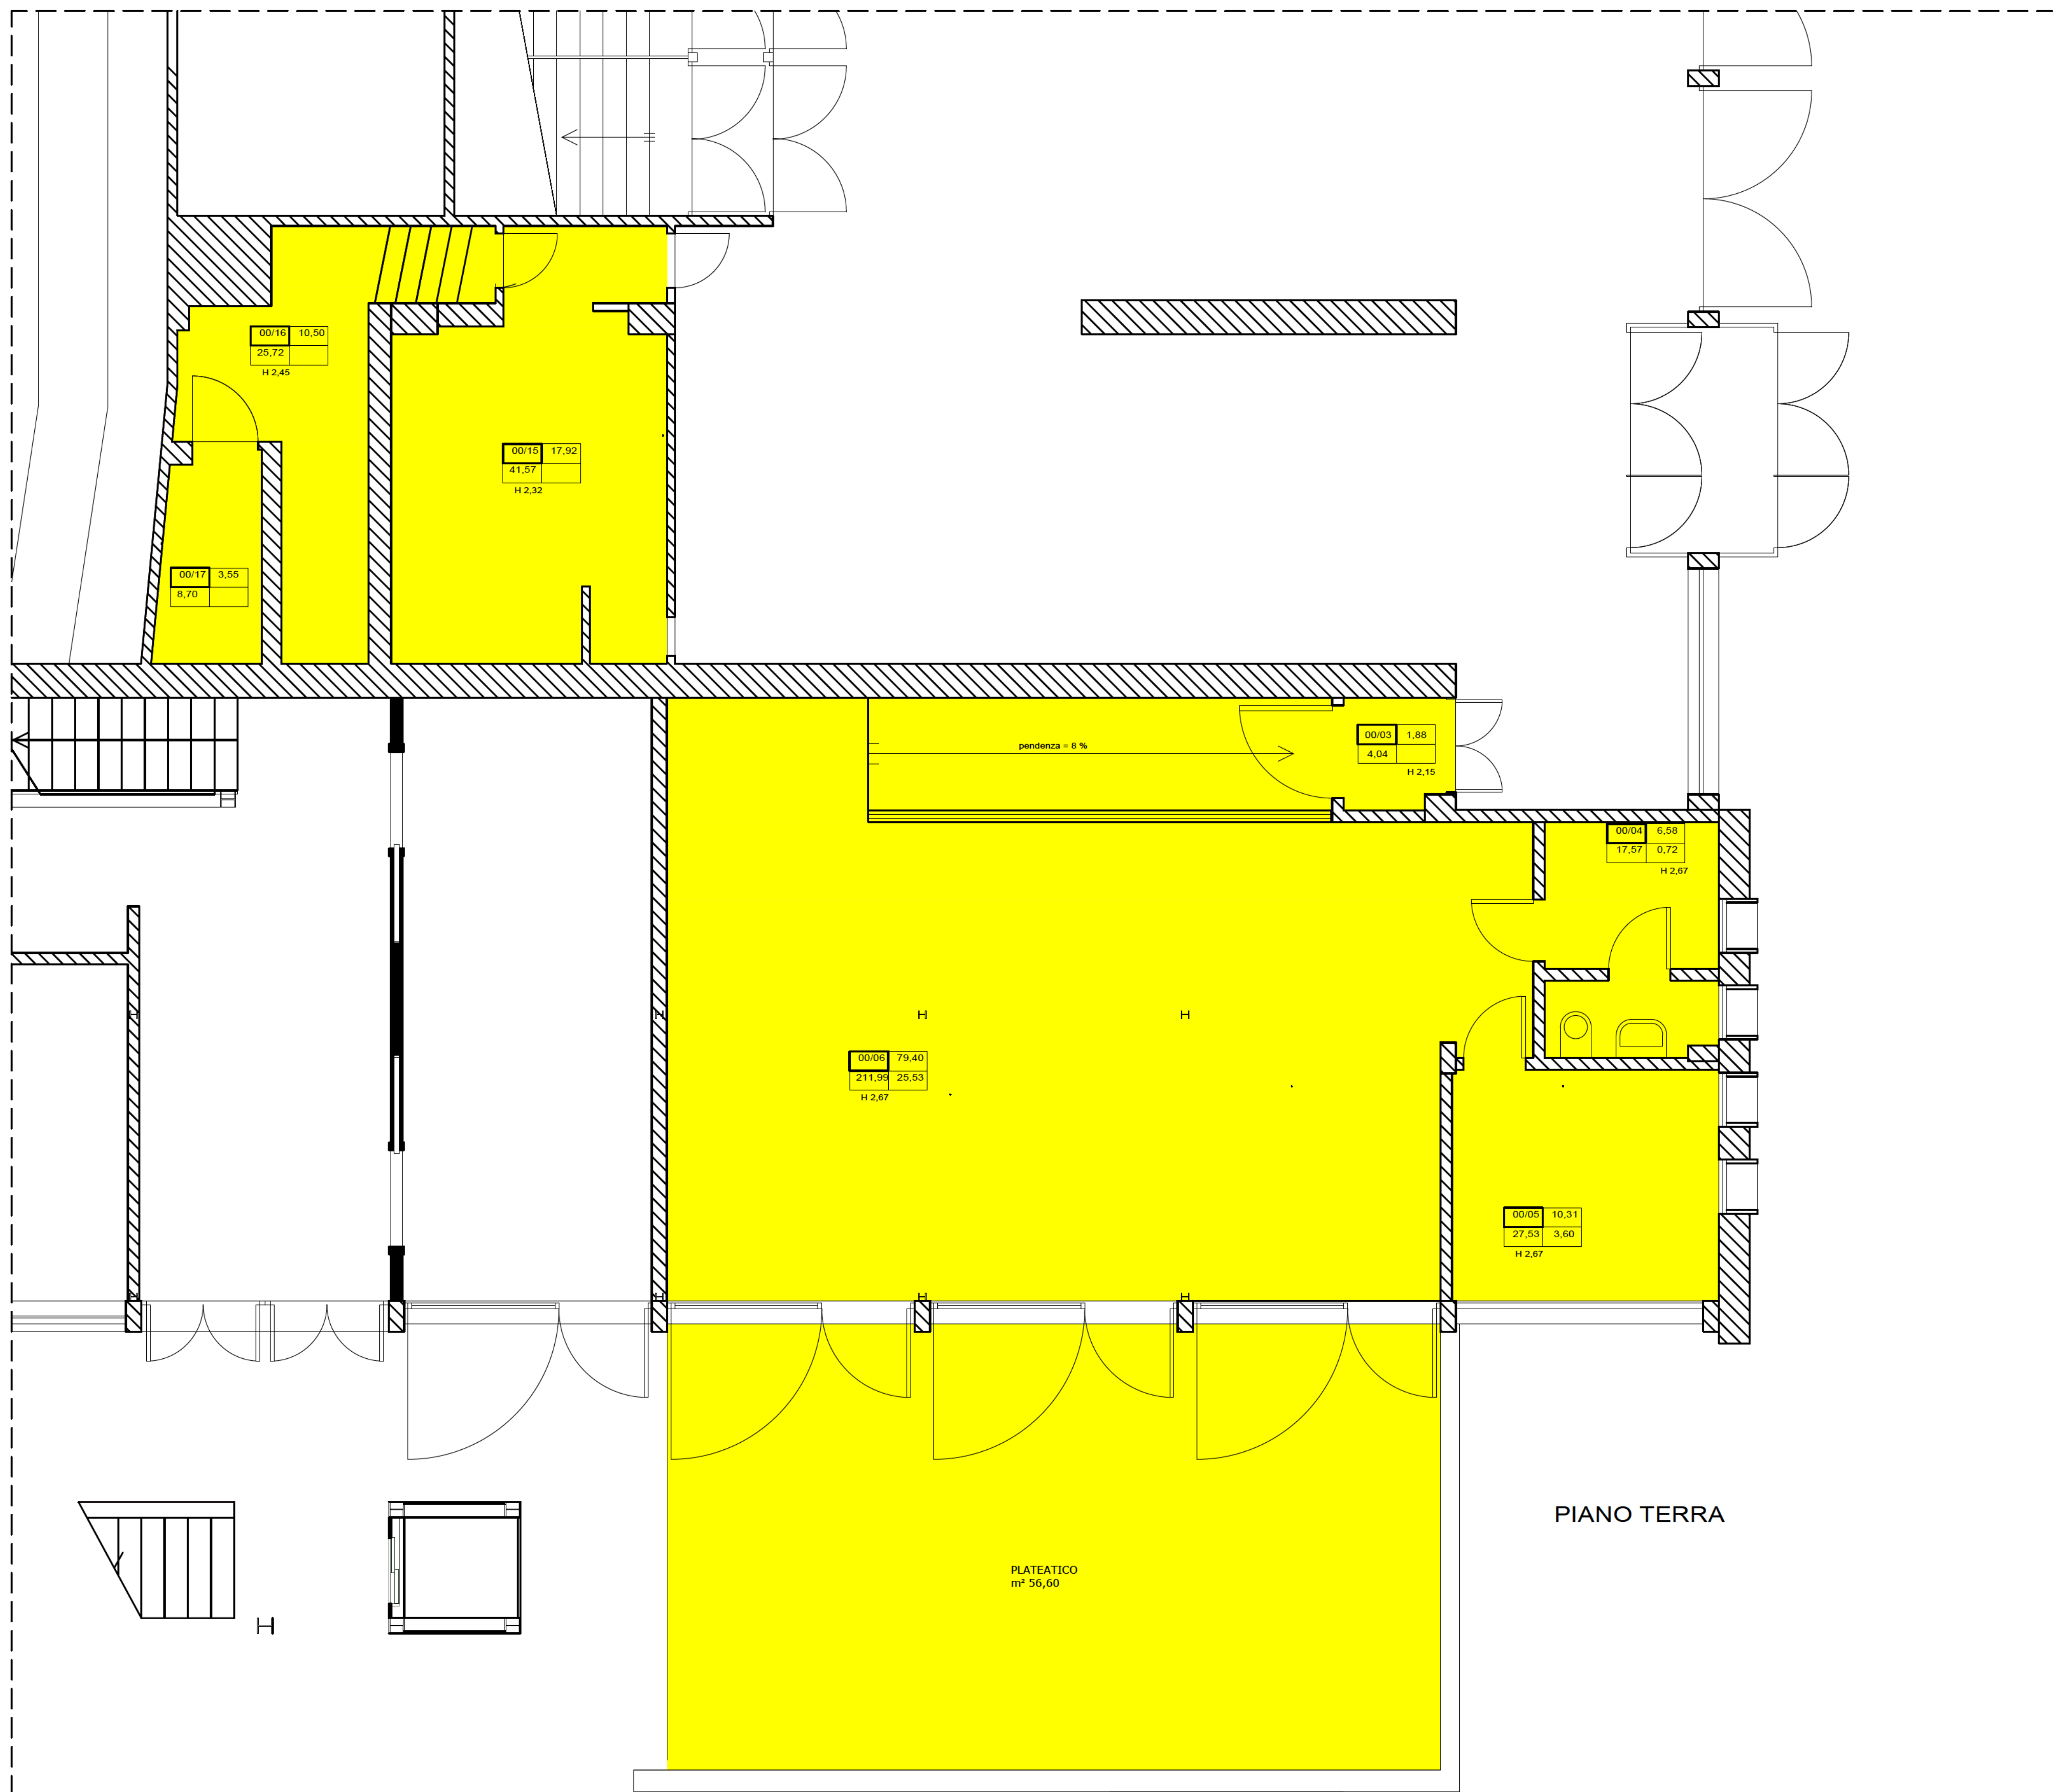 00/16 10,50
25,72
H 2,45
00/15 17,92
41,57
H 2,32
00/17 3,55
8,70
pendenza = 8 %
00/03 1,88
4,04
H 2,15
00/04 6,58
17,57 0,72
H 2,67
00/06 79,40
211,99 25,53
H 2,67
00/05 10,31
27,53 3,60
H 2,67
PIANO TERRA
PLATEATICO
m² 56,60